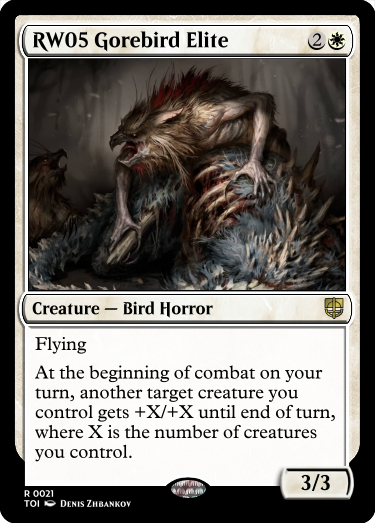 RW05 Gorebird Elite 2
Creature — Bird Horror
Flying
At the beginning of combat on your
turn, another target creature you
control gets +X/+X until end of turn,
where X is the number of creatures
you control.
3/3
R 0021
TOI Denis Zhbankov